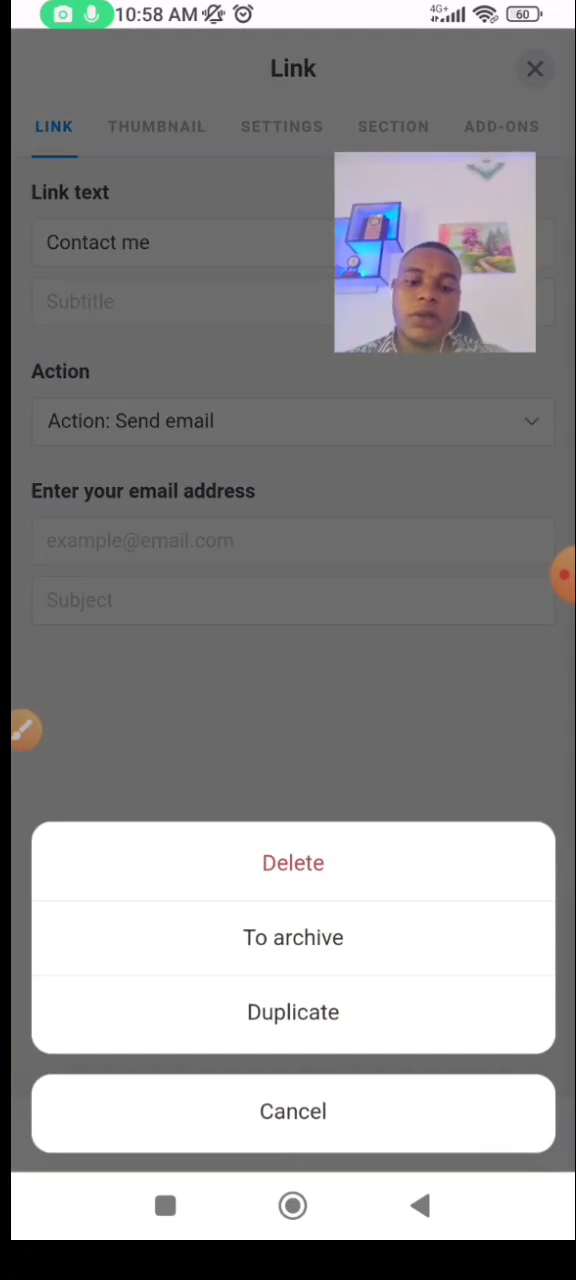 10:58 AM
4G+
60
Link
LINK THUMBNAIL SETTINGS SECTION ADD-ONS
Link text
Contact me
Subtitle
Action
Action: Send email
Enter your email address
example@email.com
Subject
Delete
To archive
Duplicate
Cancel